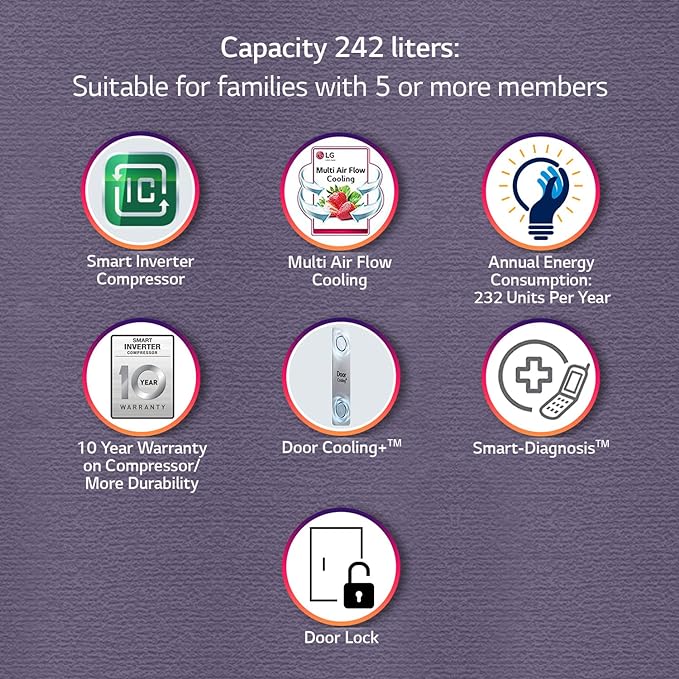 Capacity 242 liters:
Suitable for families with 5 or more members
IC
Smart Inverter
Compressor
LG
Multi Air Flow
Cooling
Multi Air Flow
Cooling
Annual Energy
Consumption:
232 Units Per Year
SMART
INVERTER
COMPRESSOR
10 YEAR
WARRANTY
10 Year Warranty
on Compressor/
More Durability
Door
Cooling+
Door Cooling+™
Smart-Diagnosis™
Door Lock